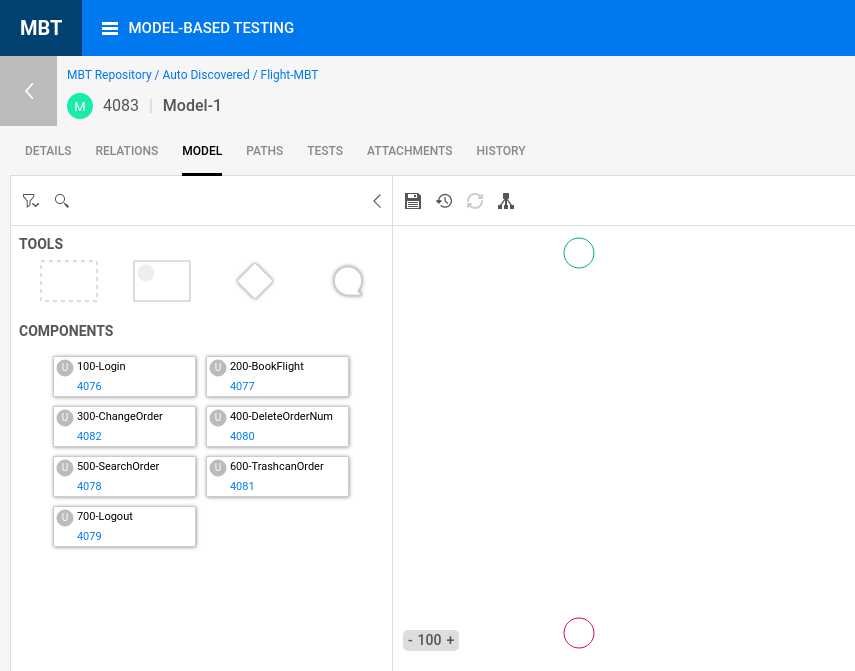 MBT
MODEL-BASED TESTING
MBT Repository / Auto Discovered / Flight-MBT
M 4083 | Model-1
DETAILS RELATIONS MODEL PATHS TESTS ATTACHMENTS HISTORY
TOOLS
COMPONENTS
U 100-Login
4076
U 200-BookFlight
4077
U 300-ChangeOrder
4082
U 400-DeleteOrderNum
4080
U 500-SearchOrder
4078
U 600-TrashcanOrder
4081
U 700-Logout
4079
- 100 +